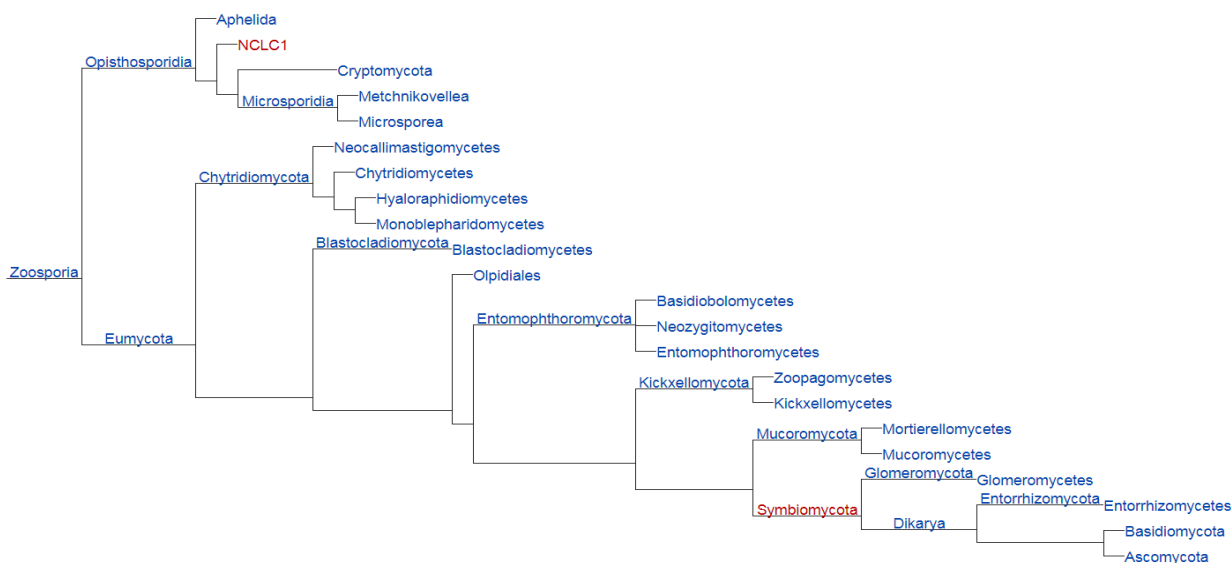 Aphelida
NCLC1
Opisthosporidia
Cryptomycota
Metchnikovellea
Microsporidia
Microsporea
Neocallimastigomycetes
Chytridiomycetes
Chytridiomycota
Hyaloraphidiomycetes
Monoblepharidomycetes
Blastocladiomycota
Blastocladiomycetes
Zoosporia
Olpidiales
Basidiobolomycetes
Entomophthoromycota
Neozygitomycetes
Eumycota
Entomophthoromycetes
Zoopagomycetes
Kickxellomycota
Kickxellomycetes
Mortierellomycetes
Mucoromycota
Mucoromycetes
Glomeromycota
Glomeromycetes
Entorrhizomycota
Entorrhizomycetes
Symbiomycota
Dikarya
Basidiomycota
Ascomycota